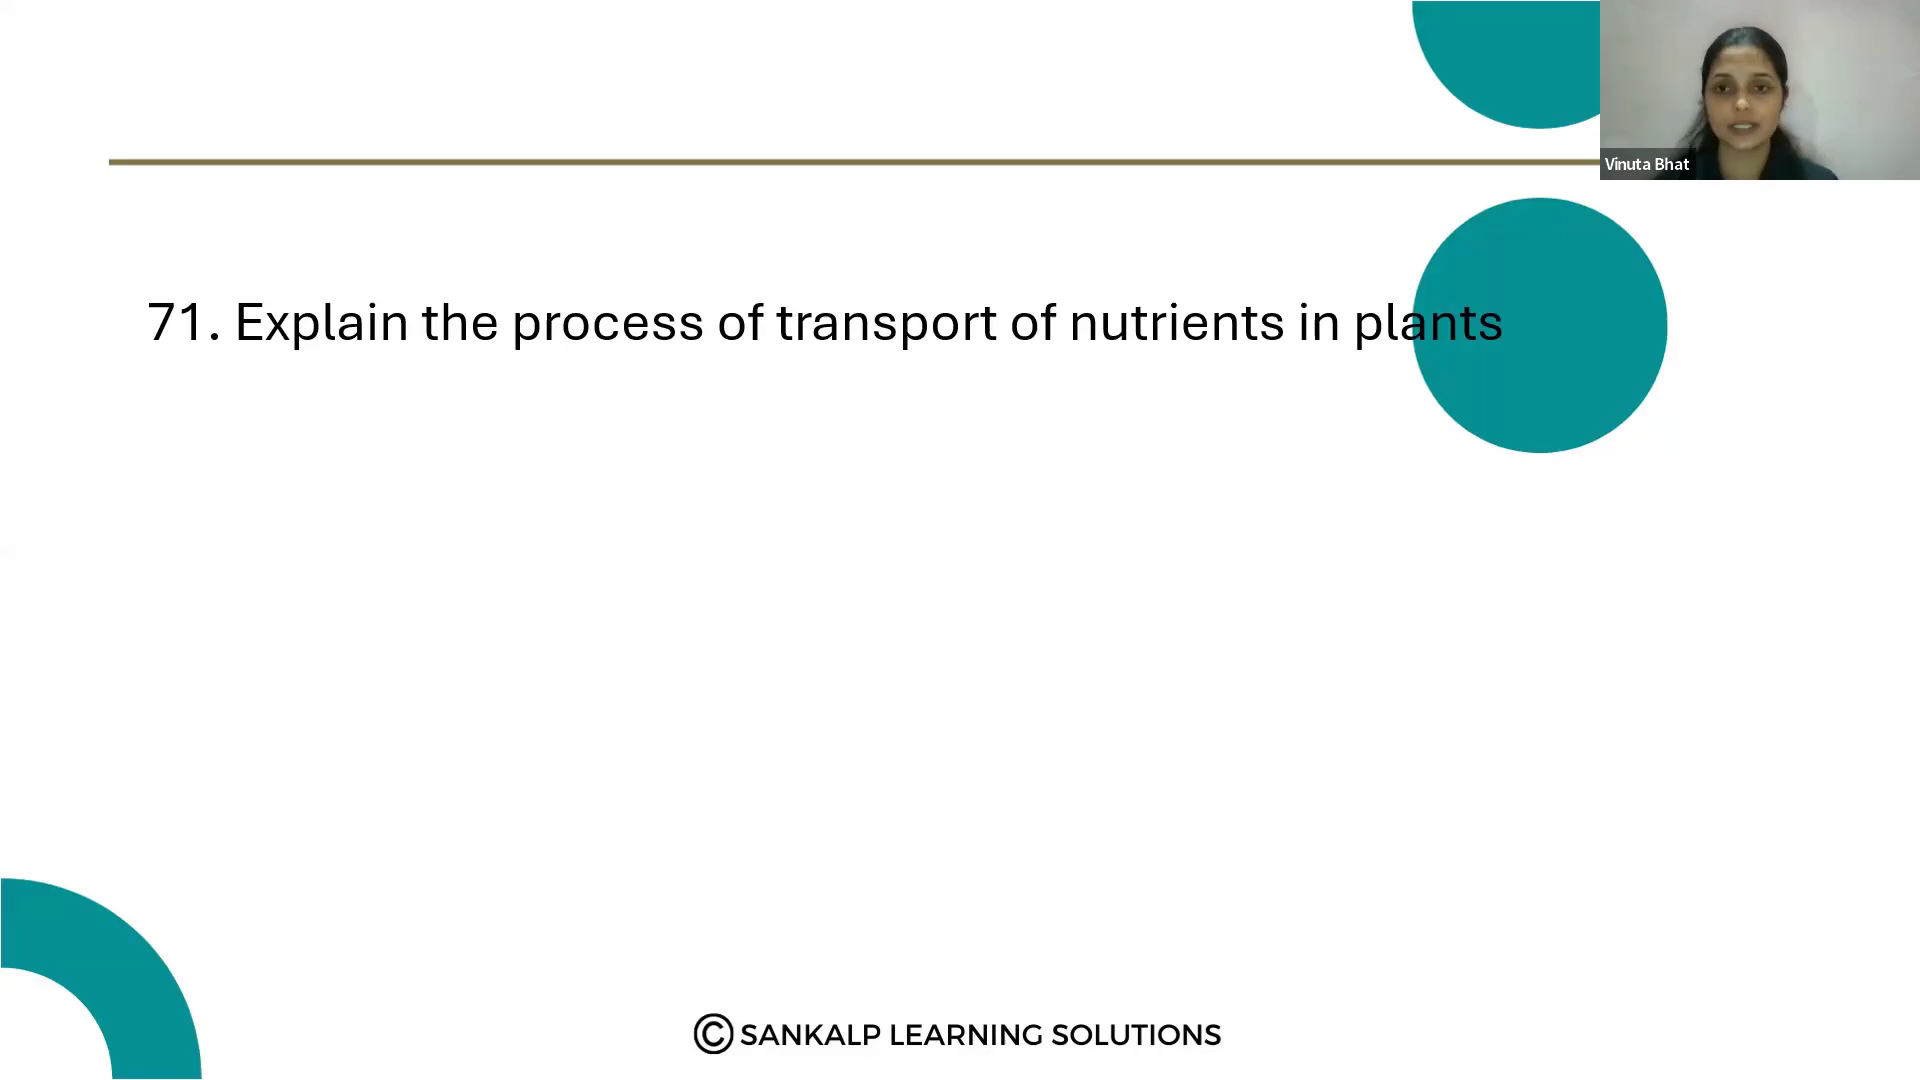 Vinuta Bhat
71. Explain the process of transport of nutrients in plants
© SANKALP LEARNING SOLUTIONS